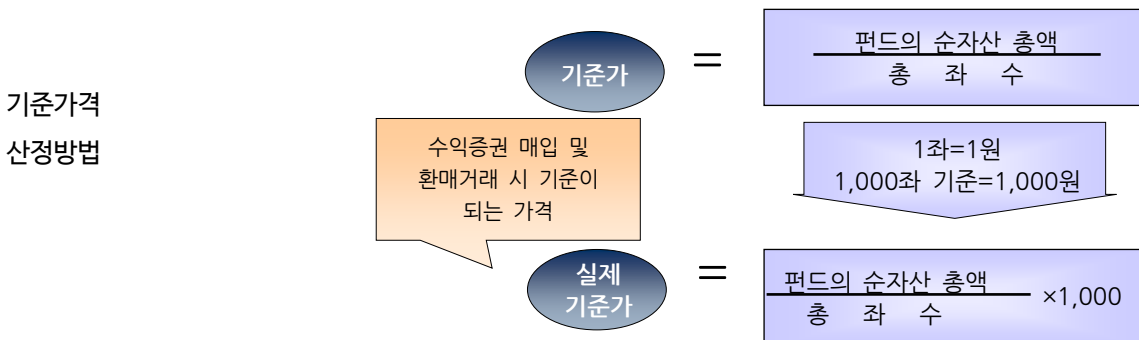 기준가격
산정방법
기준가
=
펀드의 순자산 총액
총 좌 수
수익증권 매입 및
환매거래 시 기준이
되는 가격
1좌=1원
1,000좌 기준=1,000원
실제
기준가
=
펀드의 순자산 총액
총 좌 수
×1,000